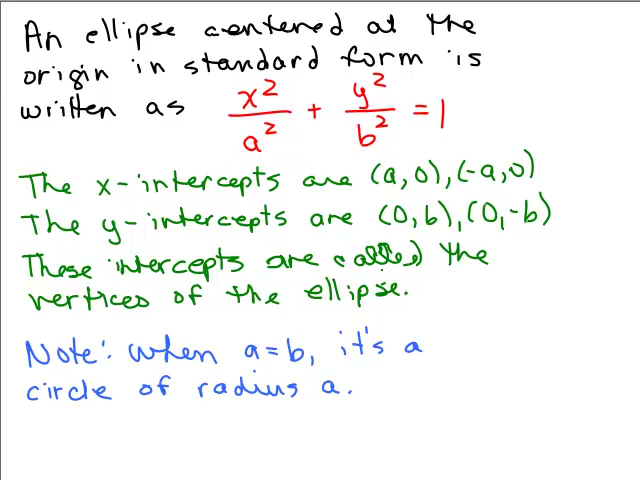 An ellipse centered at the
origin in standard form is
written as x²/a² + y²/b² = 1
The x-intercepts are (a,0), (-a,0)
The y-intercepts are (0,b), (0,-b)
These intercepts are called the
vertices of the ellipse.
Note: when a=b, it's a
circle of radius a.